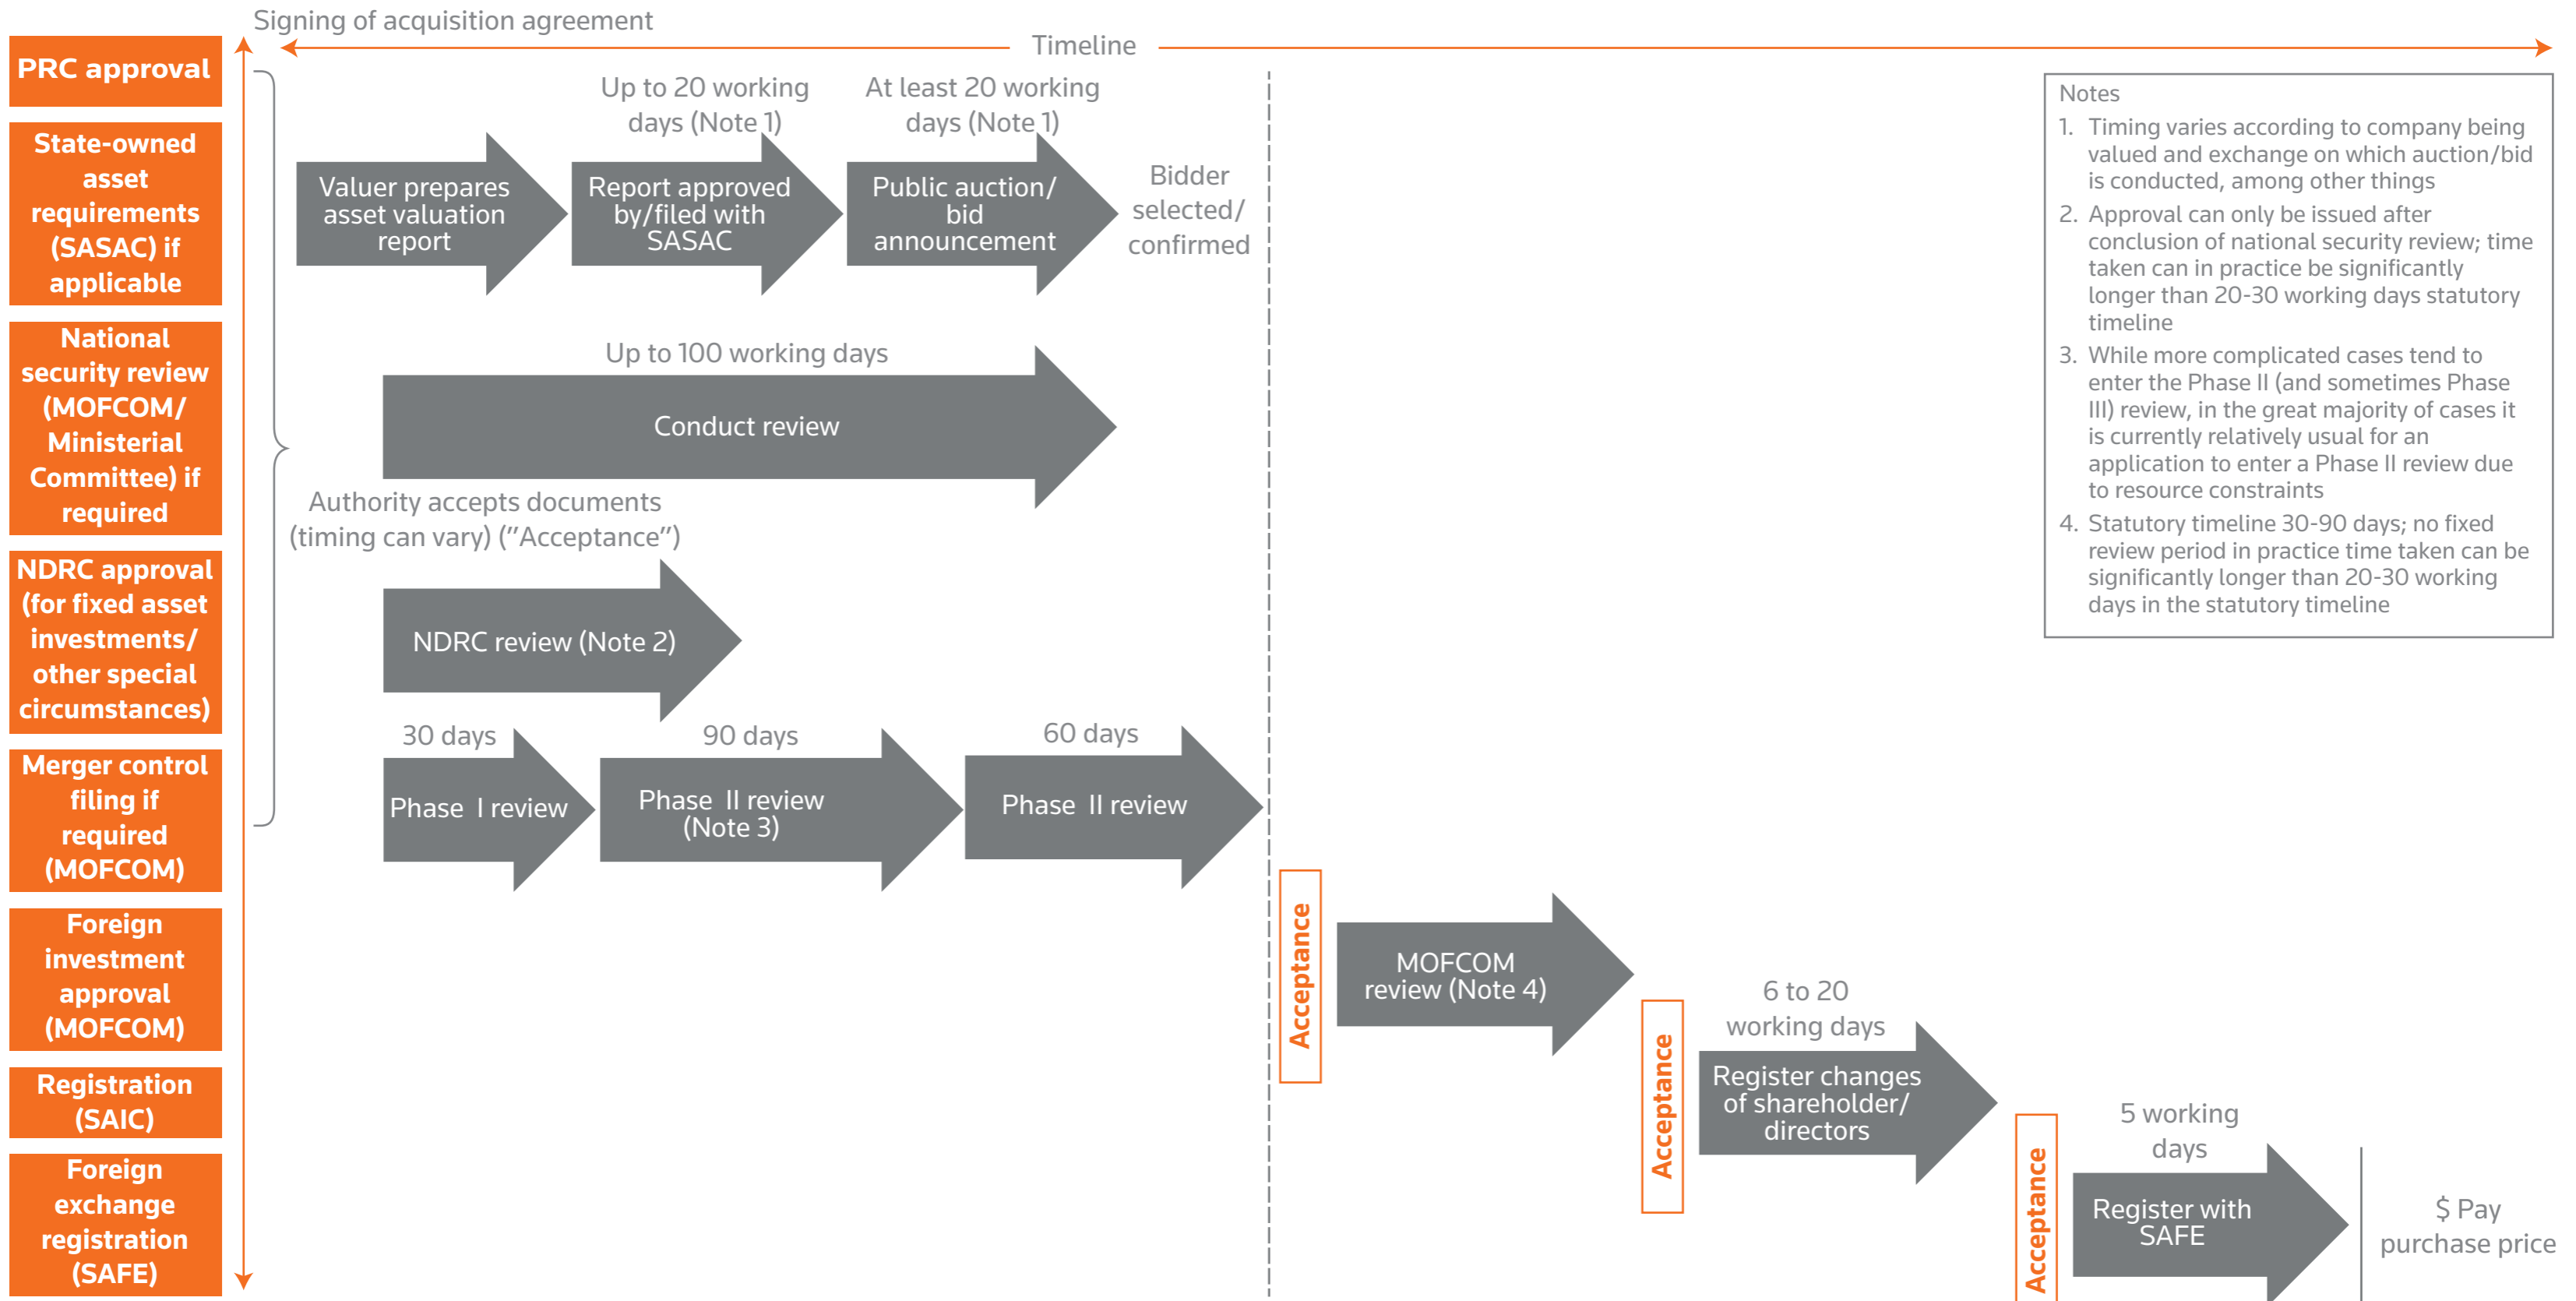 Signing of acquisition agreement
Timeline
PRC approval
State-owned
asset
requirements
(SASAC) if
applicable
Up to 20 working
days (Note 1)
At least 20 working
days (Note 1)
Valuer prepares
asset valuation
report
Report approved
by/filed with
SASAC
Public auction/
bid
announcement
Bidder
selected/
confirmed
National
security review
(MOFCOM/
Ministerial
Committee) if
required
Up to 100 working days
Conduct review
Authority accepts documents
(timing can vary) ("Acceptance")
NDRC approval
(for fixed asset
investments/
other special
circumstances)
NDRC review (Note 2)
Merger control
filing if
required
(MOFCOM)
30 days
90 days
60 days
Phase I review
Phase II review
(Note 3)
Phase II review
Foreign
investment
approval
(MOFCOM)
Acceptance
MOFCOM
review (Note 4)
Registration
(SAIC)
Acceptance
6 to 20
working days
Register changes
of shareholder/
directors
Foreign
exchange
registration
(SAFE)
Acceptance
5 working
days
Register with
SAFE
$ Pay
purchase price
Notes
1. Timing varies according to company being
valued and exchange on which auction/bid
is conducted, among other things
2. Approval can only be issued after
conclusion of national security review; time
taken can in practice be significantly
longer than 20-30 working days statutory
timeline
3. While more complicated cases tend to
enter the Phase II (and sometimes Phase
III) review, in the great majority of cases it
is currently relatively usual for an
application to enter a Phase II review due
to resource constraints
4. Statutory timeline 30-90 days; no fixed
review period in practice time taken can be
significantly longer than 20-30 working
days in the statutory timeline